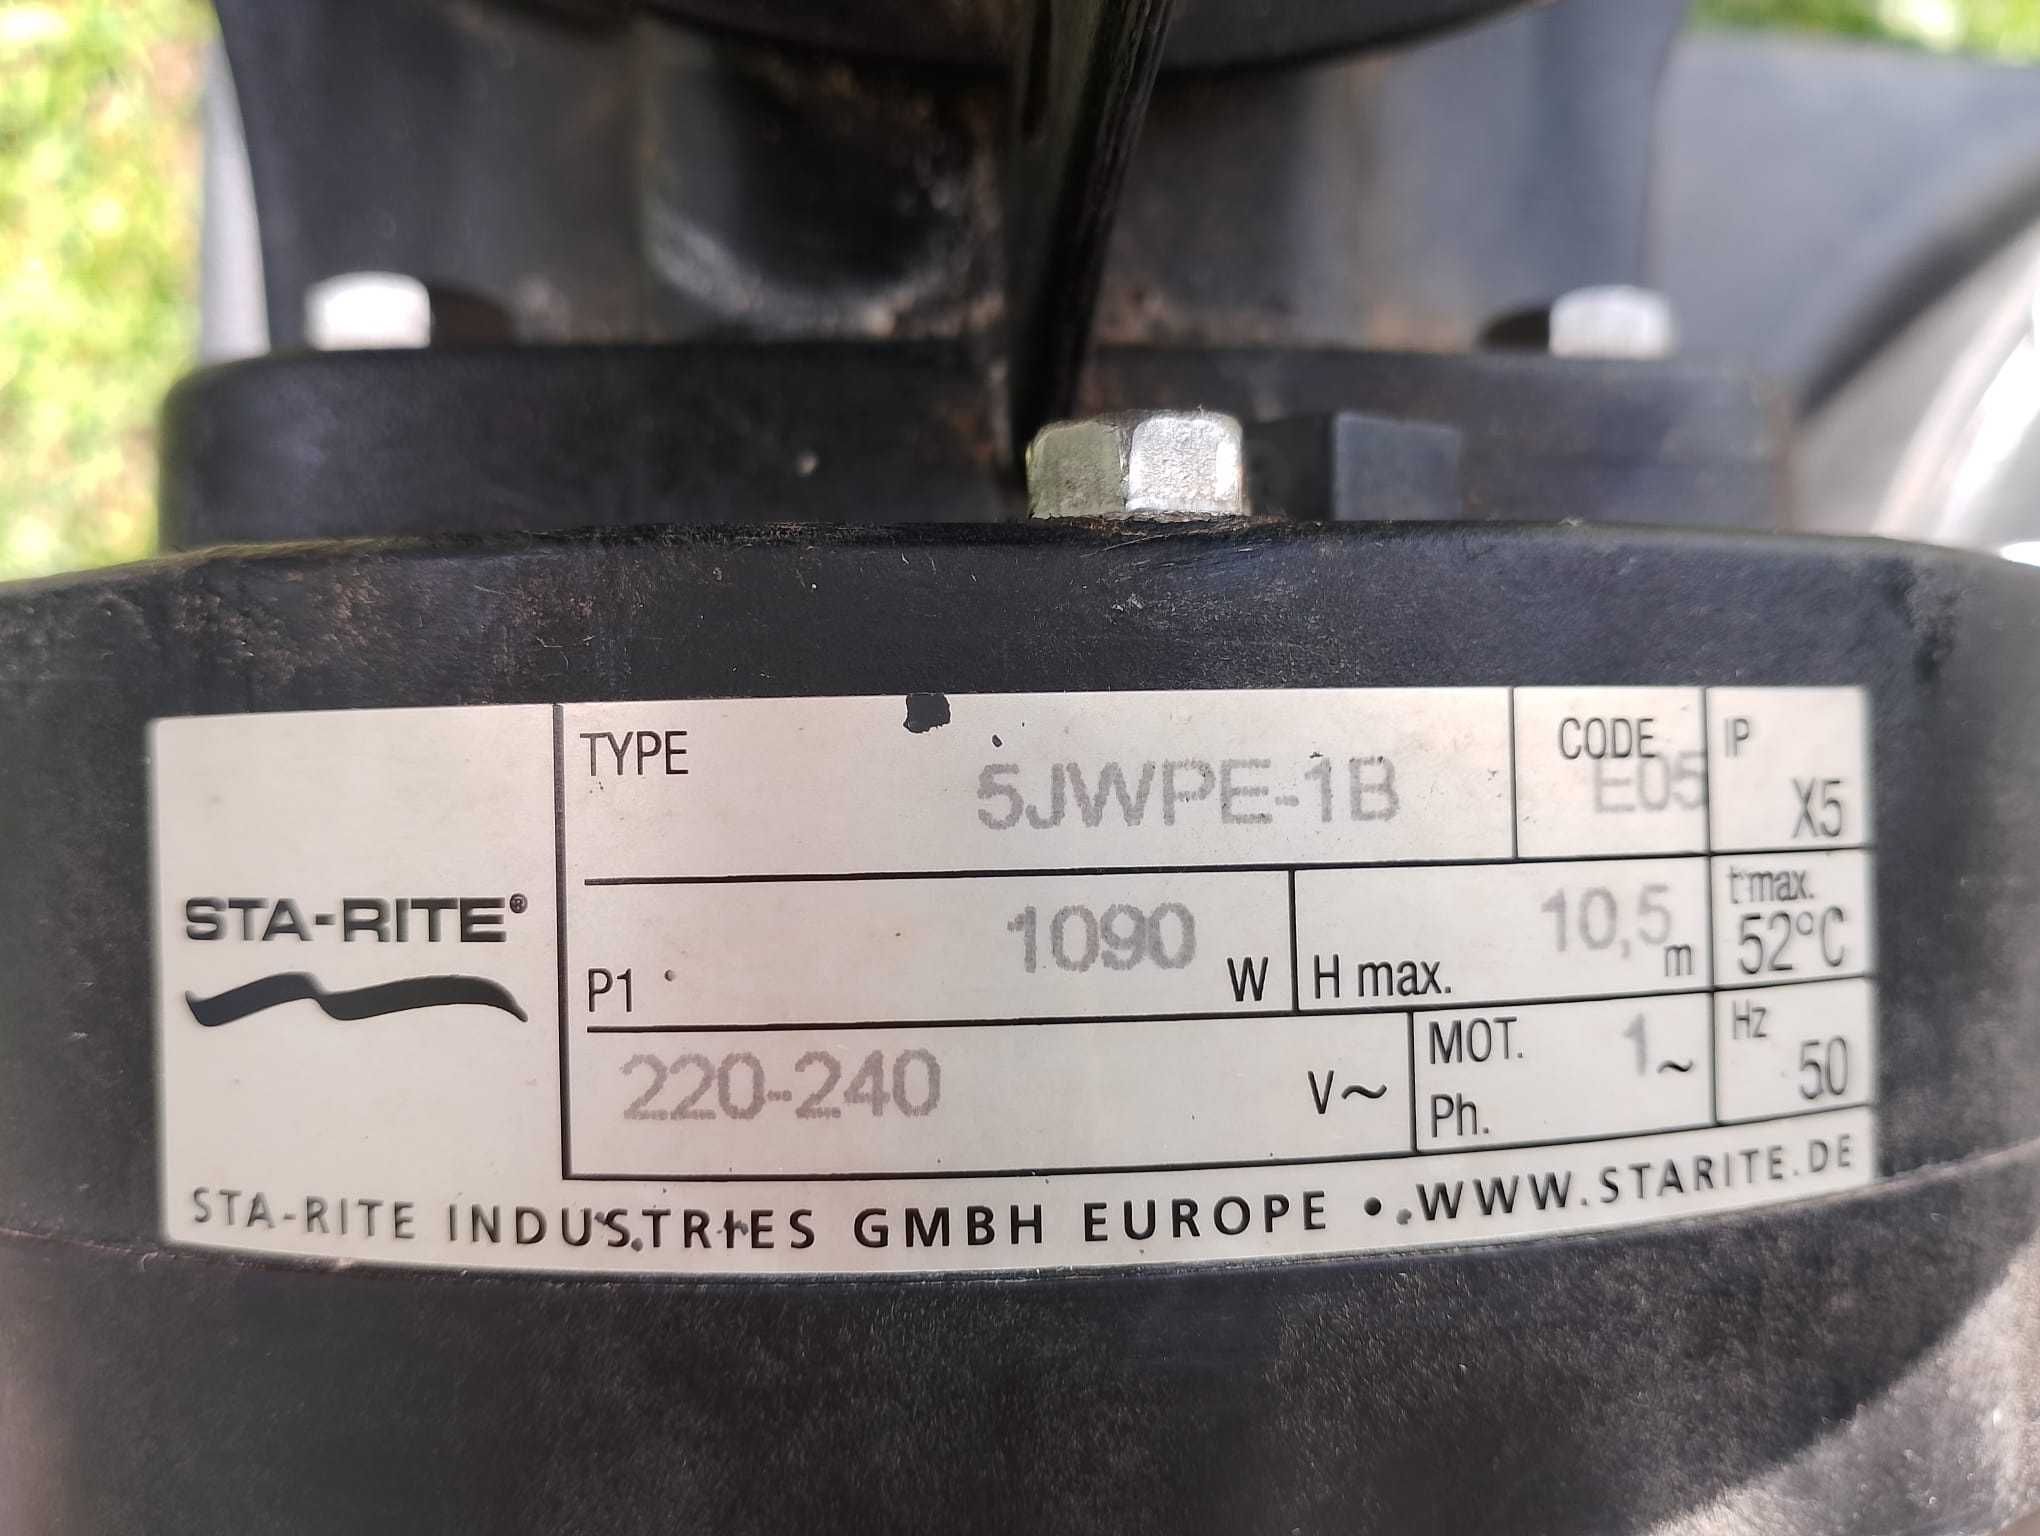 TYPE 5JWPE-1B CODE E05 IP X5
STA-RITE®
P1 1090 W H max. 10,5 m t max. 52°C
220-240 V~ MOT. Ph. 1~ Hz 50
STA-RITE INDUSTRIES GMBH EUROPE • WWW.STARITE.DE